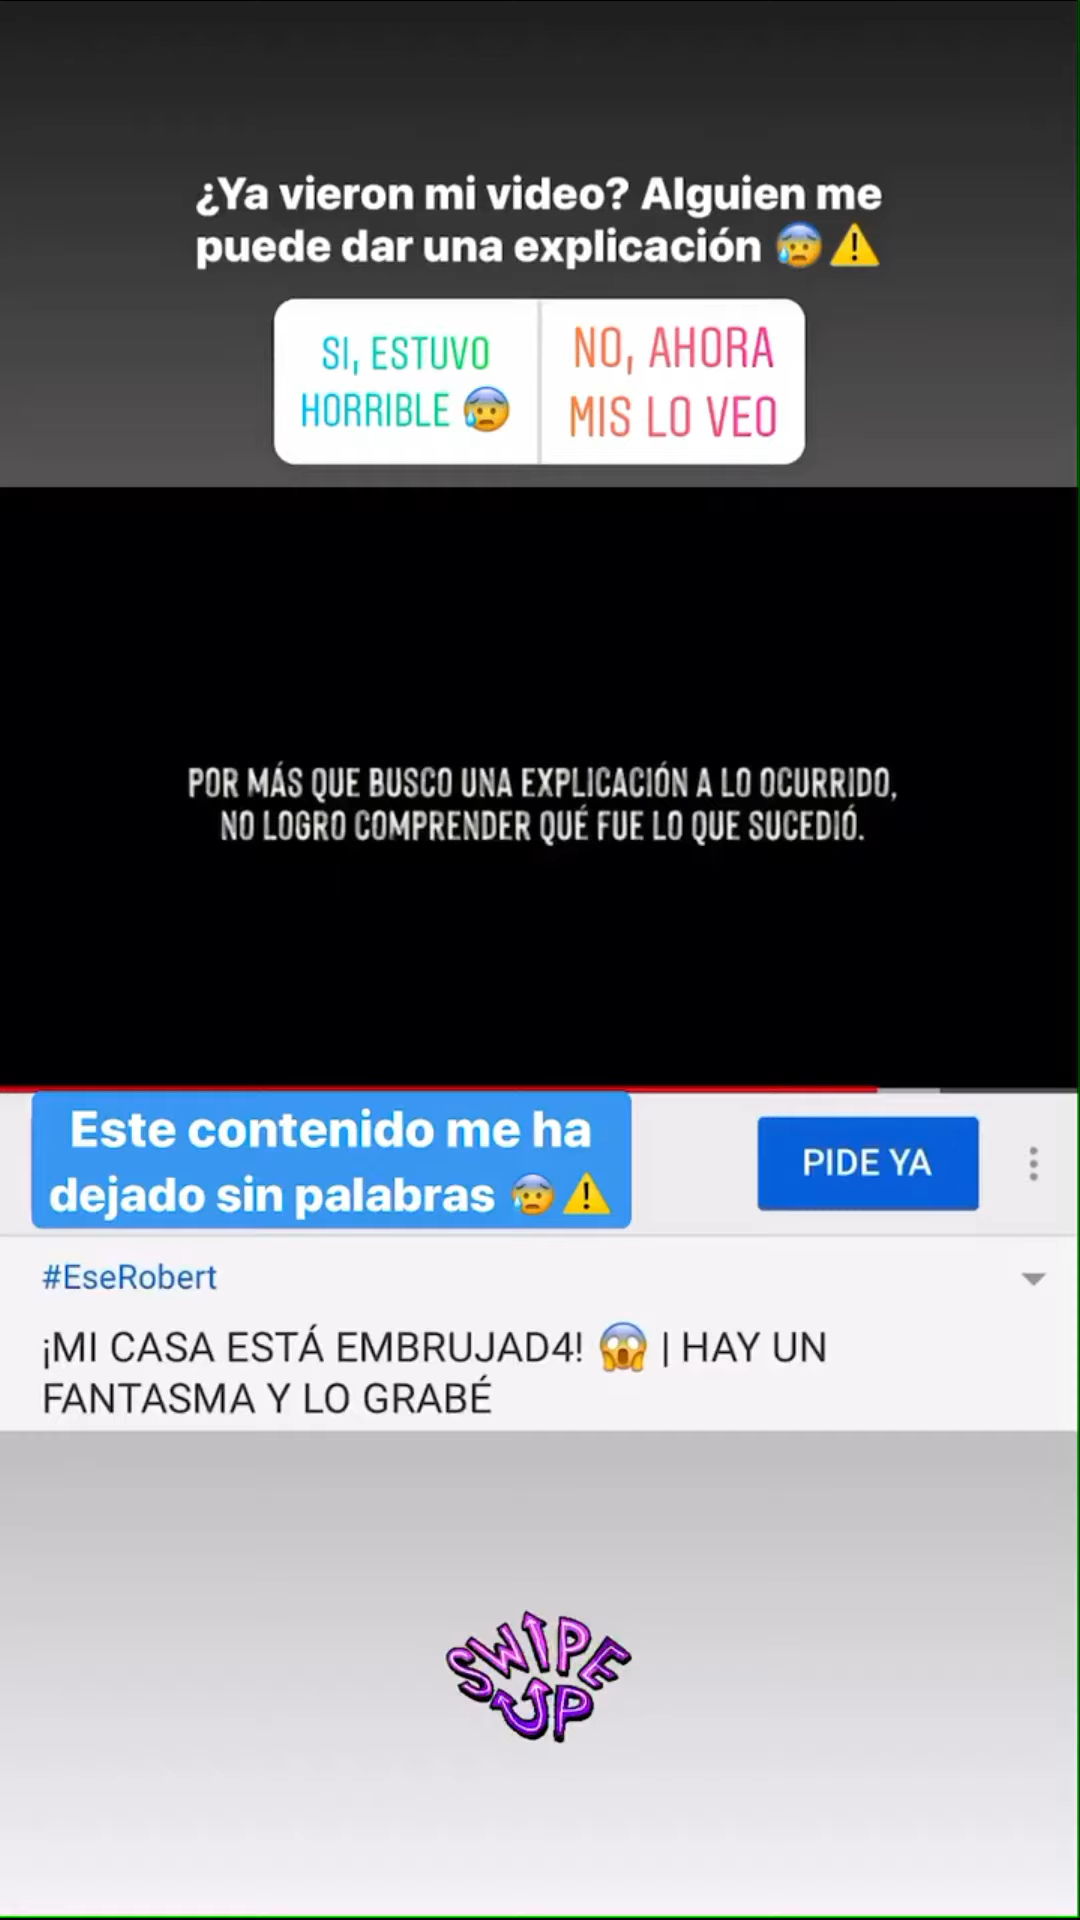 ¿Ya vieron mi video? Alguien me
puede dar una explicación 😰⚠️
SI, ESTUVO
HORRIBLE 😰
NO, AHORA
MIS LO VEO
POR MÁS QUE BUSCO UNA EXPLICACIÓN A LO OCURRIDO,
NO LOGRO COMPRENDER QUÉ FUE LO QUE SUCEDIÓ.
Este contenido me ha
dejado sin palabras 😰⚠️
PIDE YA
#EseRobert
¡MI CASA ESTÁ EMBRUJAD4! 😱 | HAY UN
FANTASMA Y LO GRABÉ
SWIPE
UP